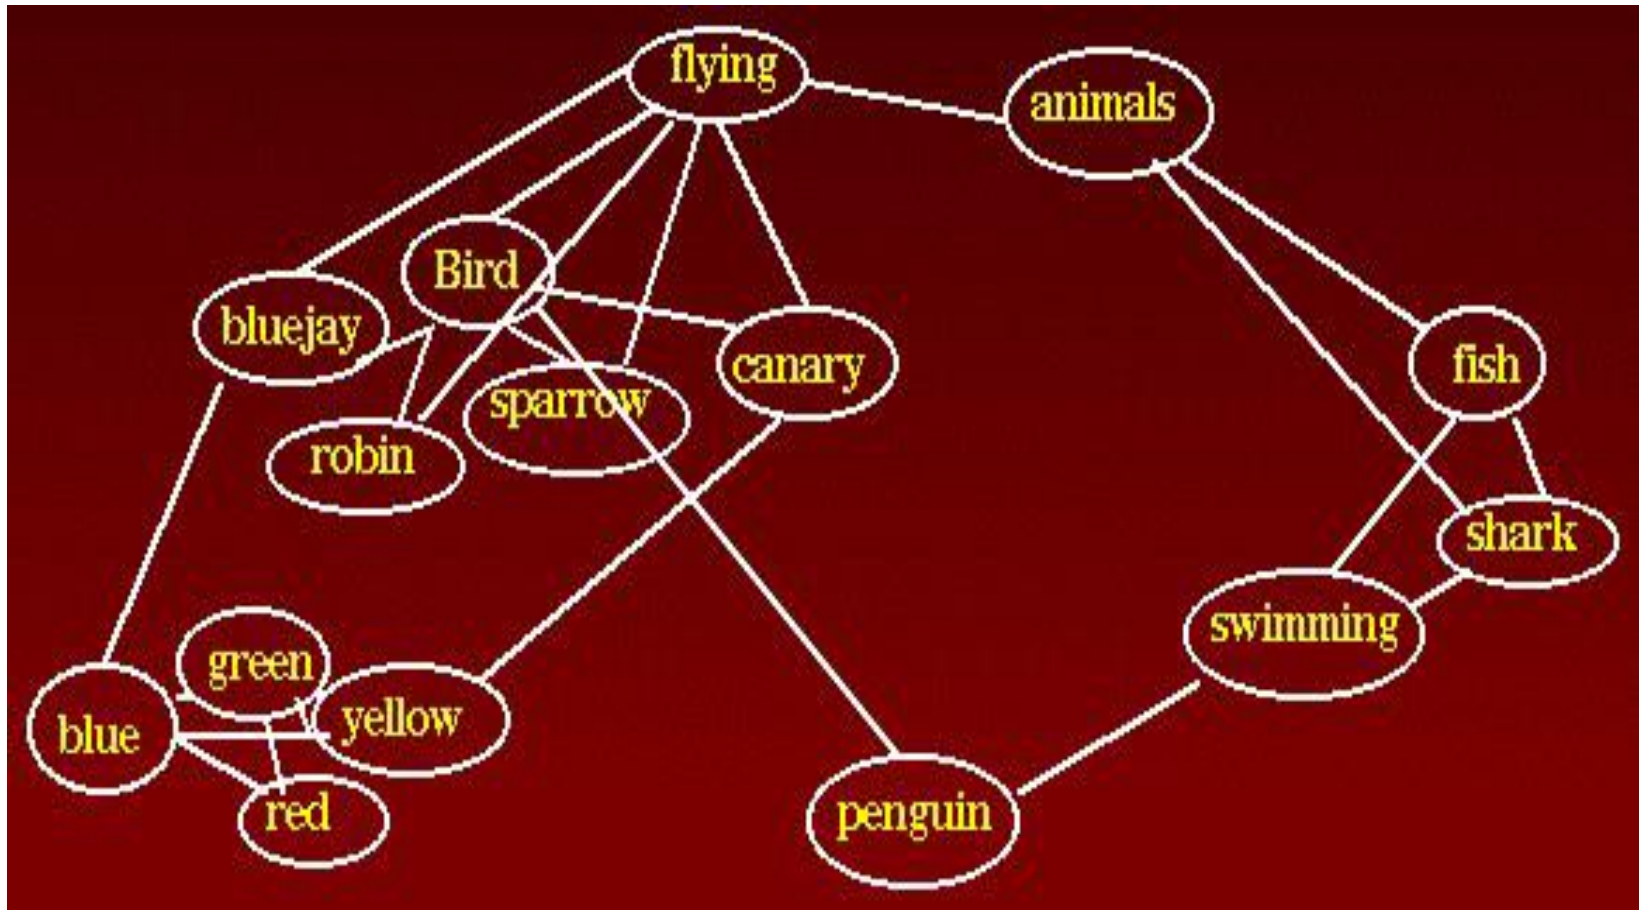 flying
animals
Bird
bluejay
canary
fish
sparrow
robin
shark
swimming
green
yellow
blue
red
penguin